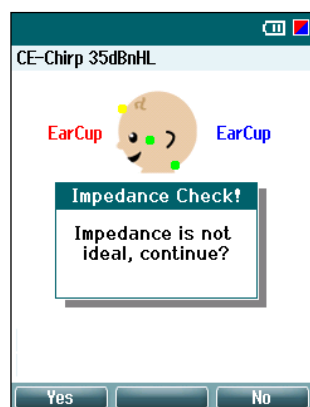 CE-Chirp 35dBnHL
EarCup EarCup
Impedance Check!
Impedance is not
ideal, continue?
Yes No